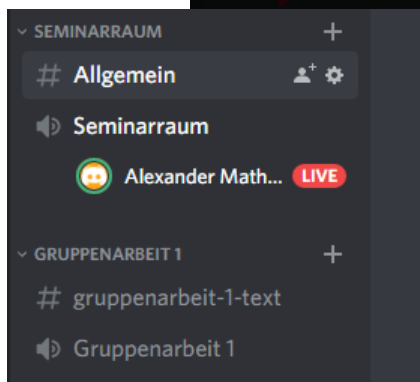 SEMINARRAUM
Allgemein
Seminarraum
Alexander Math... LIVE
GRUPPENARBEIT 1
gruppenarbeit-1-text
Gruppenarbeit 1